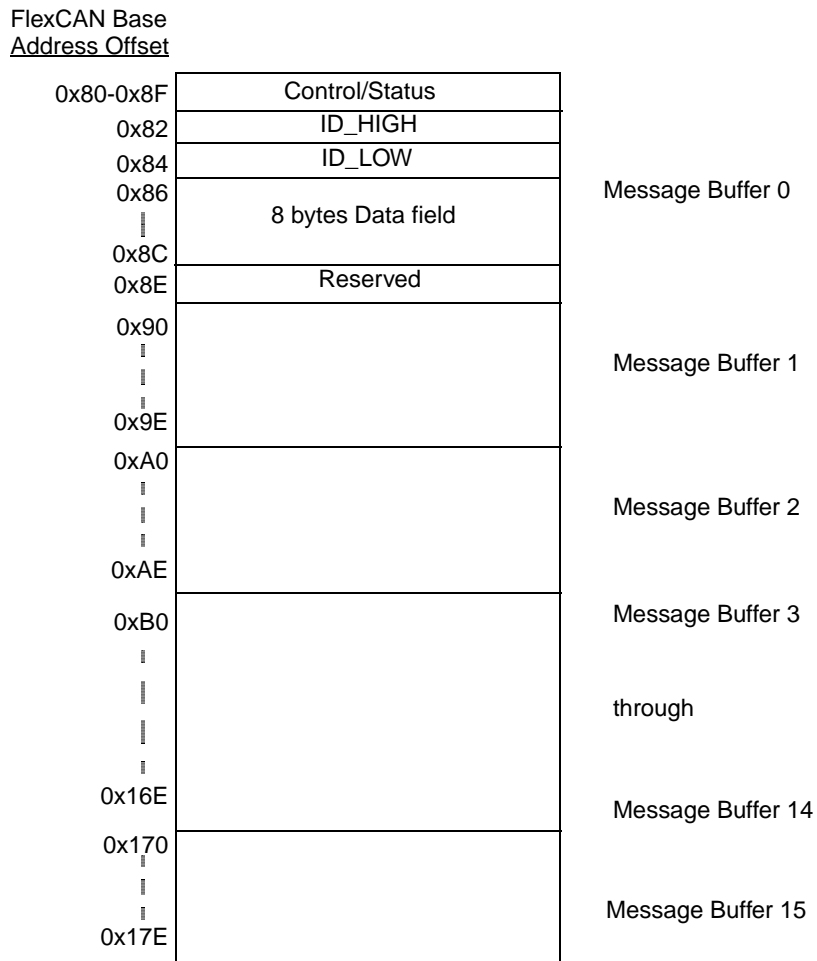 FlexCAN Base
Address Offset
0x80-0x8F Control/Status
0x82 ID_HIGH
0x84 ID_LOW
0x86
8 bytes Data field
Message Buffer 0
0x8C
0x8E Reserved
0x90
Message Buffer 1
0x9E
0xA0
Message Buffer 2
0xAE
0xB0
Message Buffer 3
through
0x16E
Message Buffer 14
0x170
Message Buffer 15
0x17E